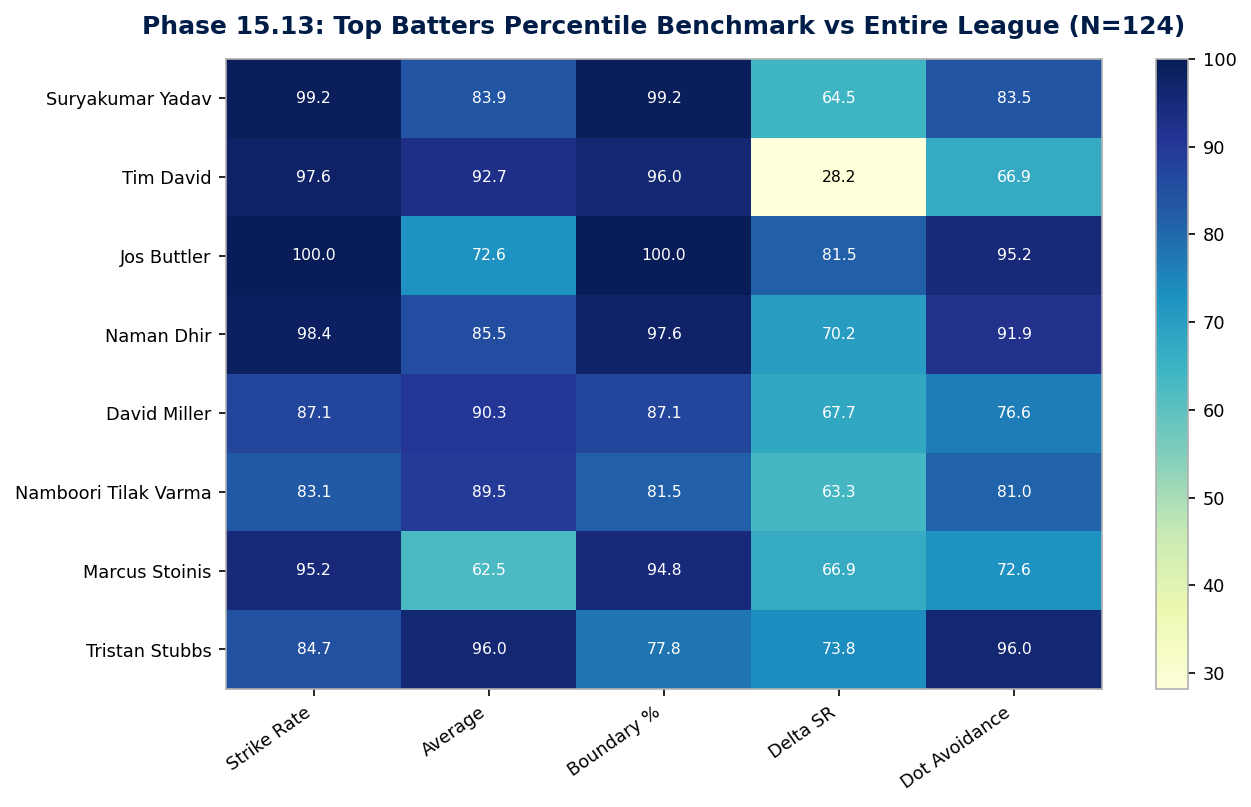 Phase 15.13: Top Batters Percentile Benchmark vs Entire League (N=124)
Suryakumar Yadav 99.2 83.9 99.2 64.5 83.5
Tim David 97.6 92.7 96.0 28.2 66.9
Jos Buttler 100.0 72.6 100.0 81.5 95.2
Naman Dhir 98.4 85.5 97.6 70.2 91.9
David Miller 87.1 90.3 87.1 67.7 76.6
Namboori Tilak Varma 83.1 89.5 81.5 63.3 81.0
Marcus Stoinis 95.2 62.5 94.8 66.9 72.6
Tristan Stubbs 84.7 96.0 77.8 73.8 96.0
Strike Rate Average Boundary % Delta SR Dot Avoidance
100
90
80
70
60
50
40
30